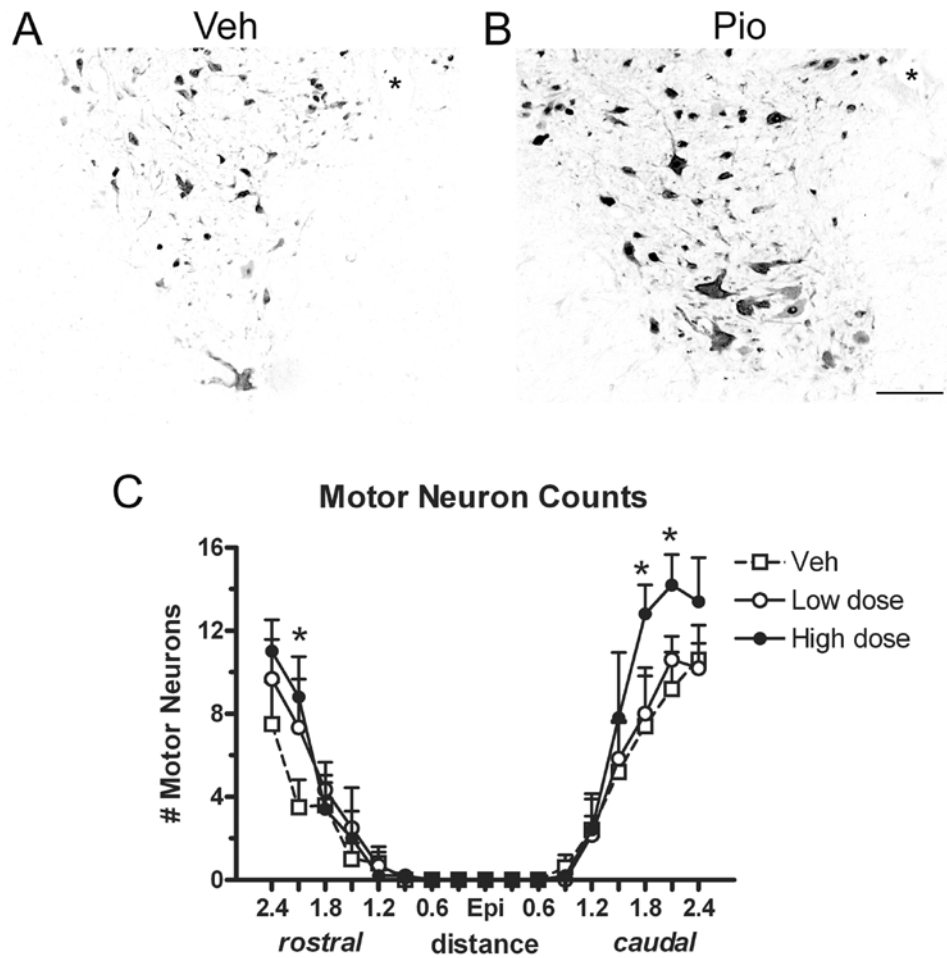 A Veh
B Pio
*
*
C Motor Neuron Counts
# Motor Neurons
16
12
8
4
0
*
*
*
Veh
Low dose
High dose
2.4 1.8 1.2 0.6 Epi 0.6 1.2 1.8 2.4
rostral distance caudal